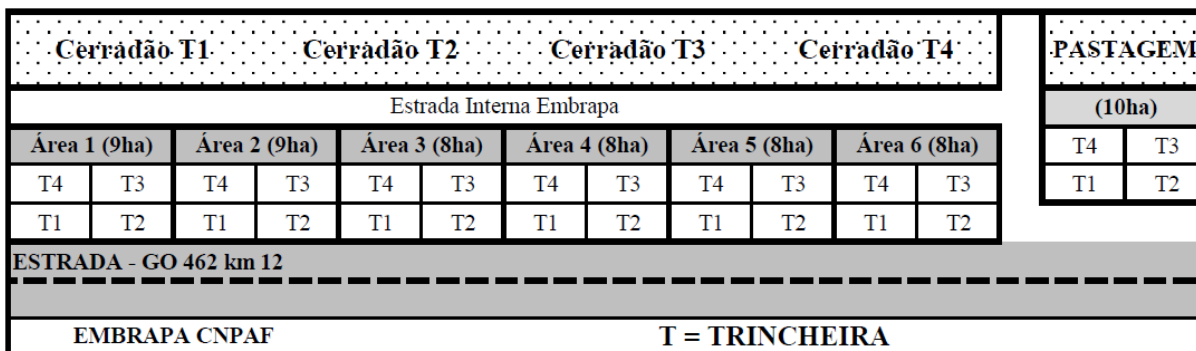 Cerradão T1 Cerradão T2 Cerradão T3 Cerradão T4 PASTAGEM
Estrada Interna Embrapa (10ha)
Área 1 (9ha) Área 2 (9ha) Área 3 (8ha) Área 4 (8ha) Área 5 (8ha) Área 6 (8ha) T4 T3
T4 T3 T4 T3 T4 T3 T4 T3 T4 T3 T4 T3 T1 T2
T1 T2 T1 T2 T1 T2 T1 T2 T1 T2 T1 T2
ESTRADA - GO 462 km 12
EMBRAPA CNPAF T = TRINCHEIRA